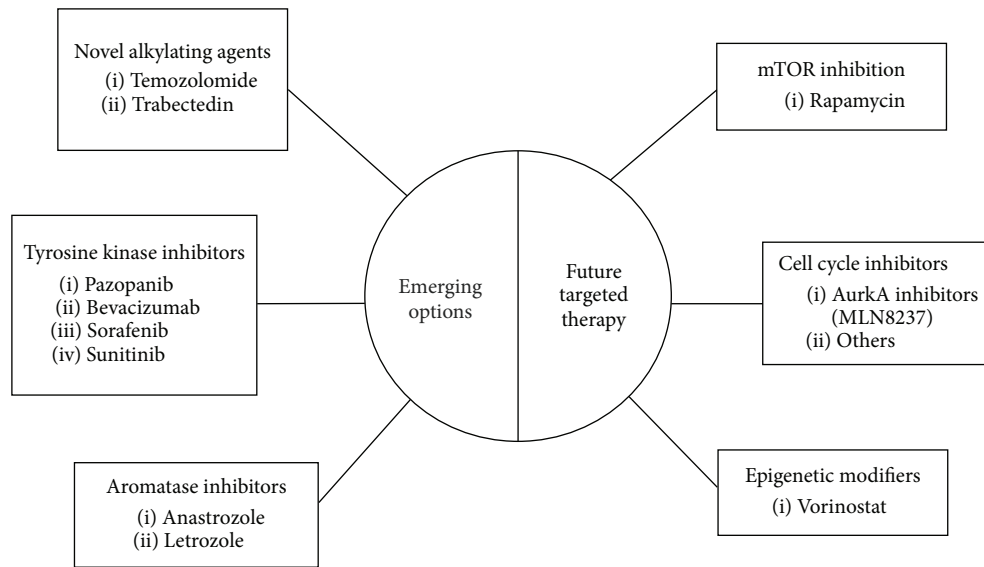 Novel alkylating agents
(i) Temozolomide
(ii) Trabectedin
Tyrosine kinase inhibitors
(i) Pazopanib
(ii) Bevacizumab
(iii) Sorafenib
(iv) Sunitinib
Aromatase inhibitors
(i) Anastrozole
(ii) Letrozole
Emerging
options
Future
targeted
therapy
mTOR inhibition
(i) Rapamycin
Cell cycle inhibitors
(i) AurkA inhibitors
(MLN8237)
(ii) Others
Epigenetic modifiers
(i) Vorinostat